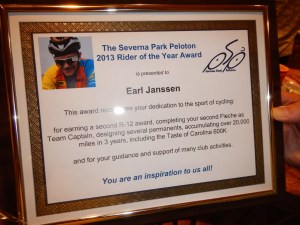 The Severna Park Peloton
2013 Rider of the Year Award
is presented to
Earl Janssen
This award recognizes your dedication to the sport of cycling
for earning a second R-12 award, completing your second Fleche as
Team Captain, designing several permanents, accumulating over 20,000
miles in 3 years, including the Taste of Carolina 600K
and for your guidance and support of many club activities.
You are an inspiration to us all!